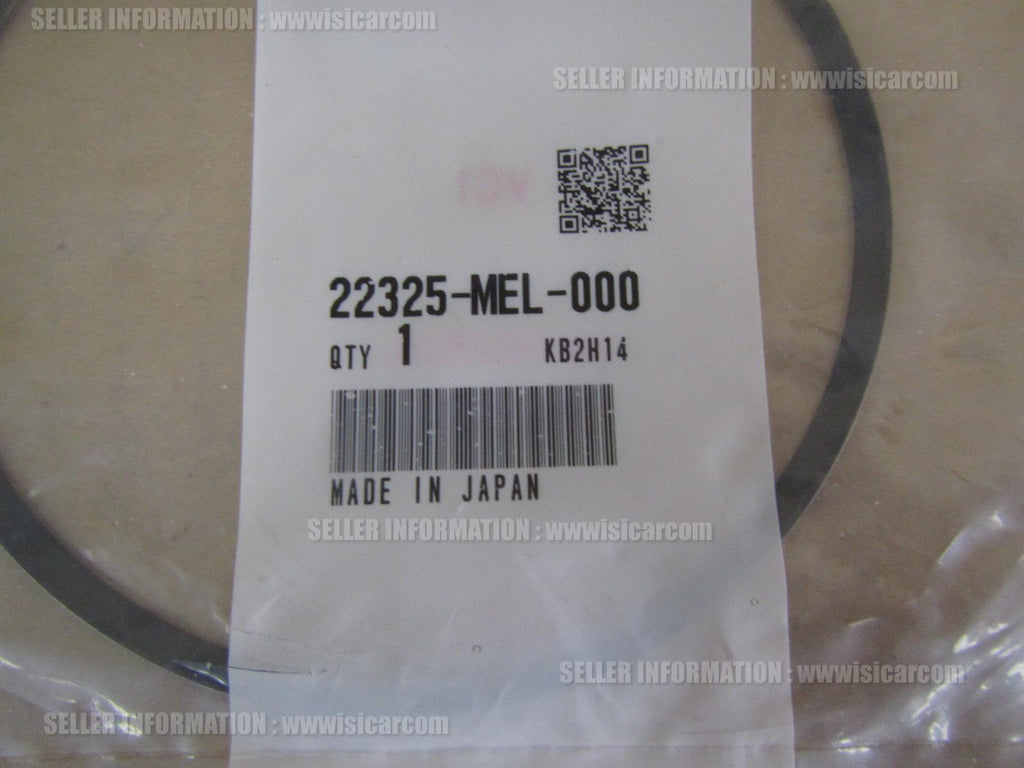 SELLER INFORMATION : wwwisicarcom
SELLER INFORMATION : wwwisicarcom
VC1
22325-MEL-000
QTY 1 KB2H14
MADE IN JAPAN
SELLER INFORMATION : wwwisicarcom
SELLER INFORMATION : wwwisicarcom
SELLER INFORMATION : wwwisicarcom